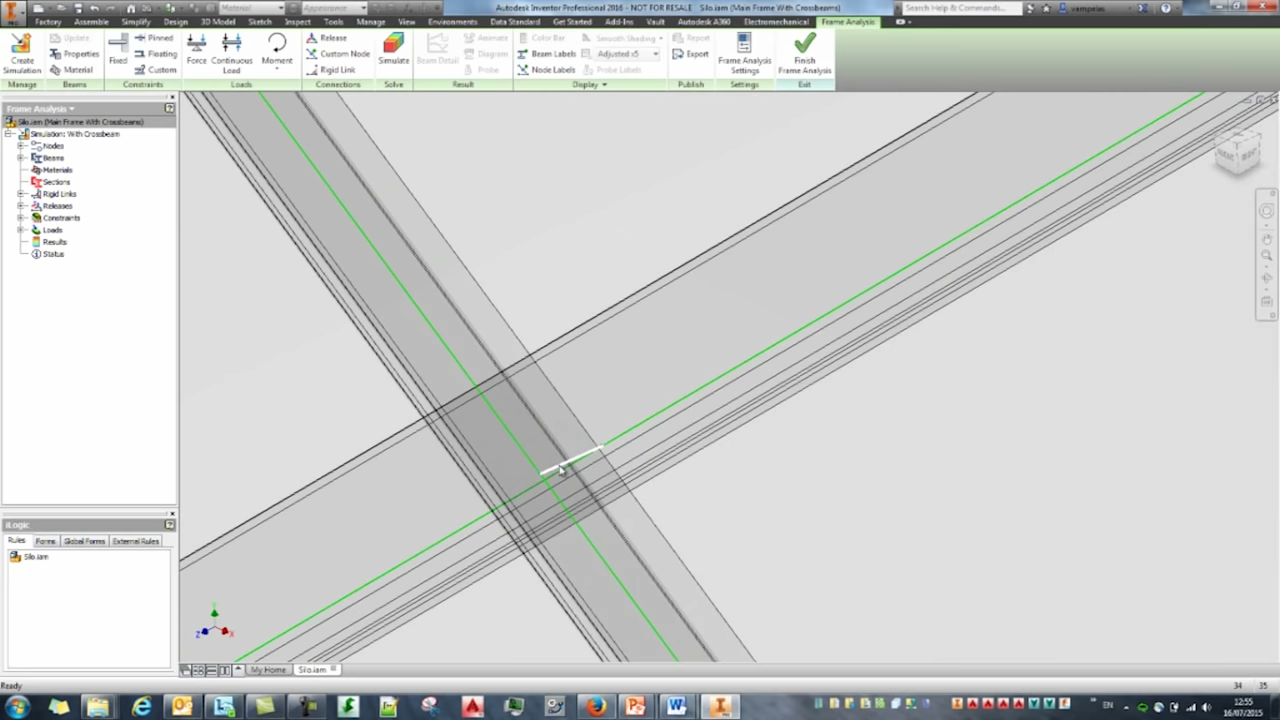 Material
Appearance
Autodesk Inventor Professional 2016 - NOT FOR RESALE Silo.iam (Main Frame With Crossbeams)
Search Help & Commands...
vampeias
Factory Assemble Simplify Design 3D Model Sketch Inspect Tools Manage View Environments Data Standard Get Started Add-Ins Vault Autodesk A360 Electromechanical Frame Analysis
Create Simulation
Update
Properties
Material
Fixed
Pinned
Floating
Custom
Force
Continuous Load
Moment
Release
Custom Node
Rigid Link
Simulate
Beam Detail
Animate
Diagram
Probe
Color Bar
Beam Labels
Node Labels
Smooth Shading
Adjusted x5
Probe Labels
Report
Export
Frame Analysis Settings
Finish Frame Analysis
Manage Beams Constraints Loads Connections Solve Result Display Publish Settings Exit
Frame Analysis
Silo.iam (Main Frame With Crossbeams)
Simulation: With Crossbeam
Nodes
Beams
Materials
Sections
Rigid Links
Releases
Constraints
Loads
Results
Status
iLogic
Rules Forms Global Forms External Rules
Silo.iam
Y
Z
X
My Home Silo.iam
Ready
34 35
EN
12:55
16/07/2015